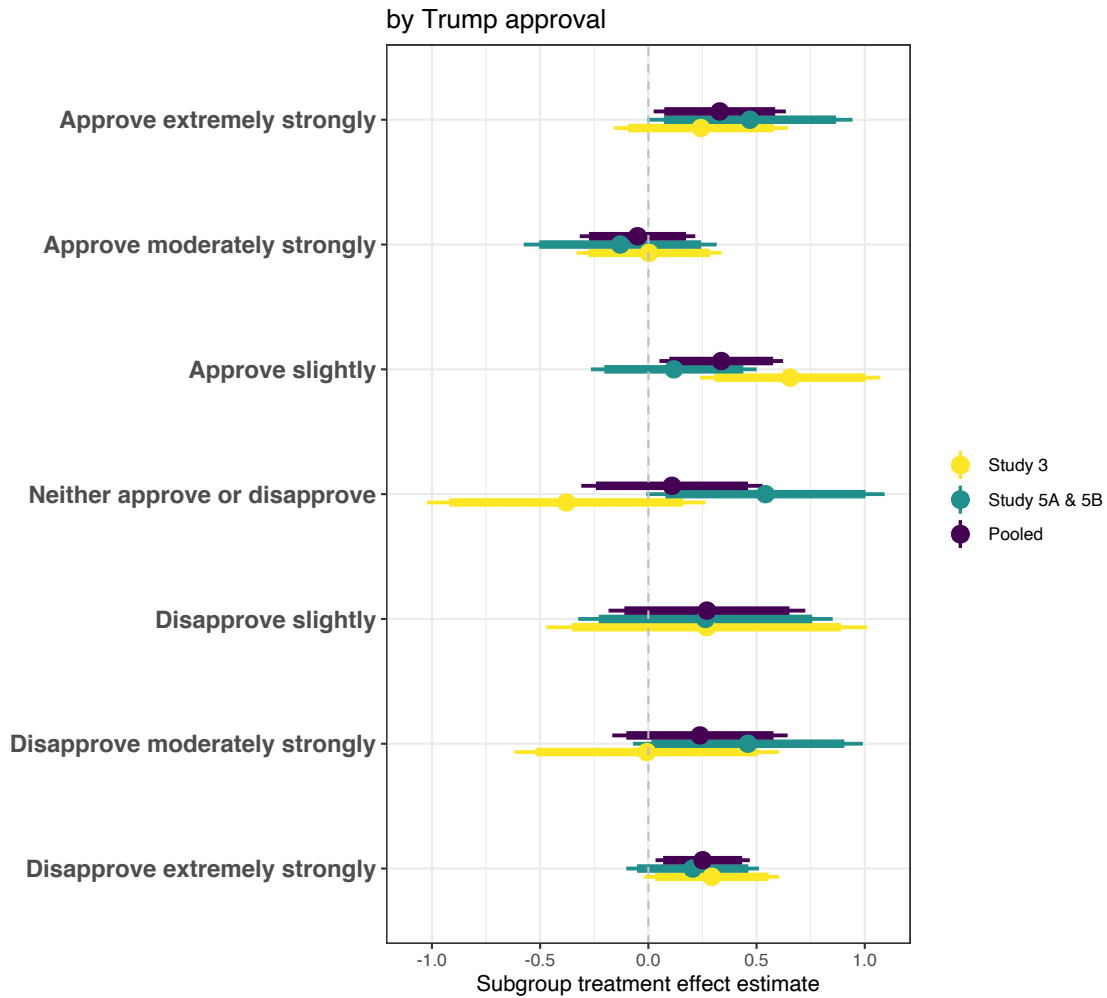 by Trump approval
Approve extremely strongly
Approve moderately strongly
Approve slightly
Neither approve or disapprove
Disapprove slightly
Disapprove moderately strongly
Disapprove extremely strongly
-1.0 -0.5 0.0 0.5 1.0
Subgroup treatment effect estimate
Study 3
Study 5A & 5B
Pooled